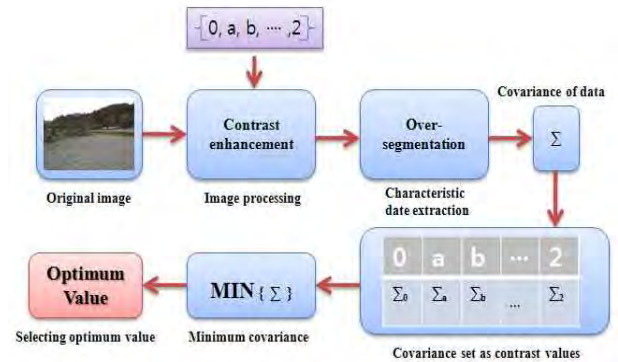 {0, a, b, ····,2}
Covariance of data
Contrast
enhancement
Over-
segmentation
Σ
Original image
Image processing
Characteristic
date extraction
0 a b ··· 2
Σ0 Σa Σb ... Σ2
Optimum
Value
MIN { Σ }
Selecting optimum value
Minimum covariance
Covariance set as contrast values